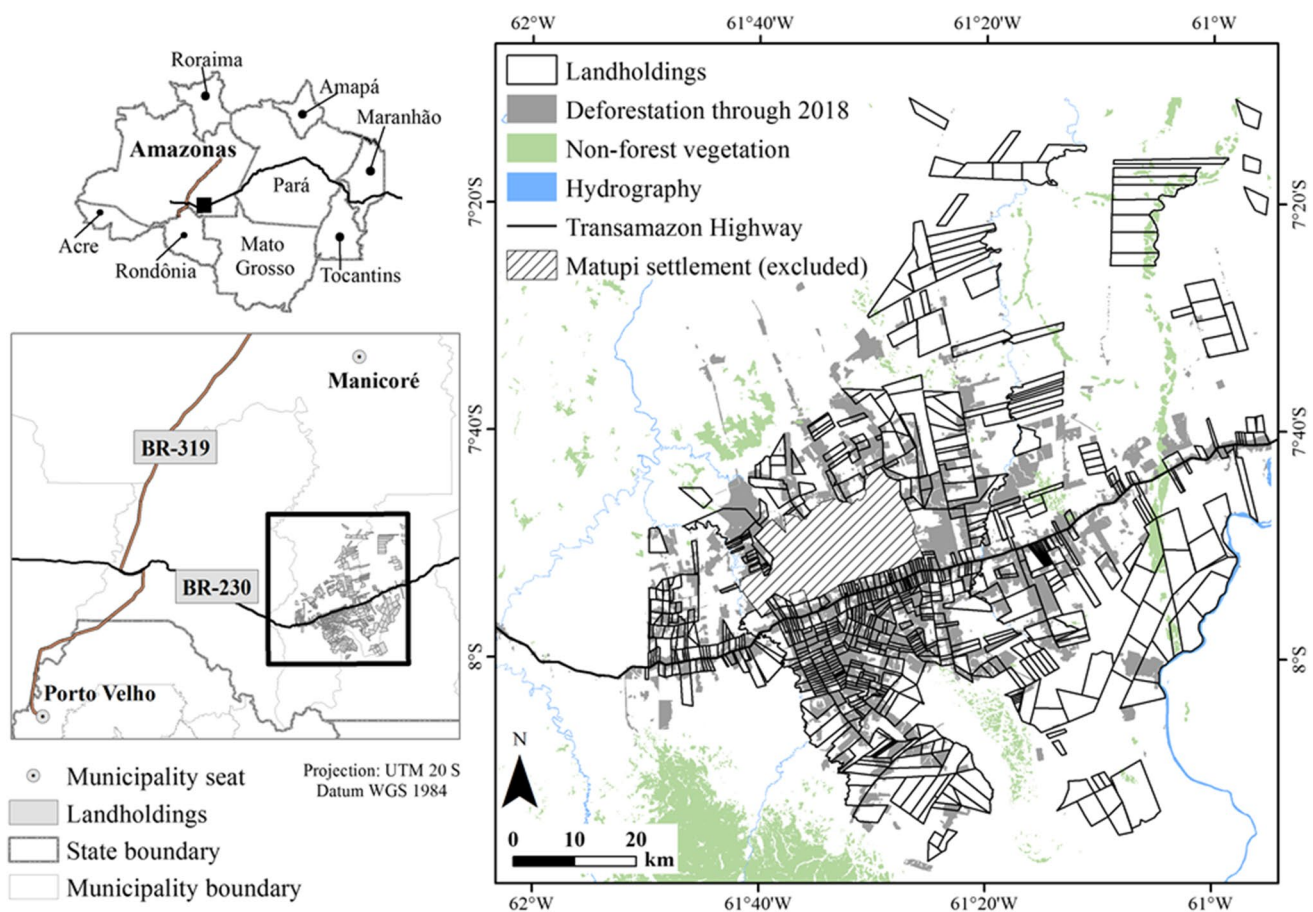 Roraima
Amapá
Maranhão
Amazonas
Pará
Acre
Rondônia
Mato
Grosso
Tocantins
Manicoré
BR-319
BR-230
Porto Velho
Municipality seat
Landholdings
State boundary
Municipality boundary
Projection: UTM 20 S
Datum WGS 1984
62°W 61°40'W 61°20'W 61°W
Landholdings
Deforestation through 2018
Non-forest vegetation
Hydrography
Transamazon Highway
Matupi settlement (excluded)
7°20'S 7°20'S
7°40'S 7°40'S
8°S 8°S
N
0 10 20
km
62°W 61°40'W 61°20'W 61°W